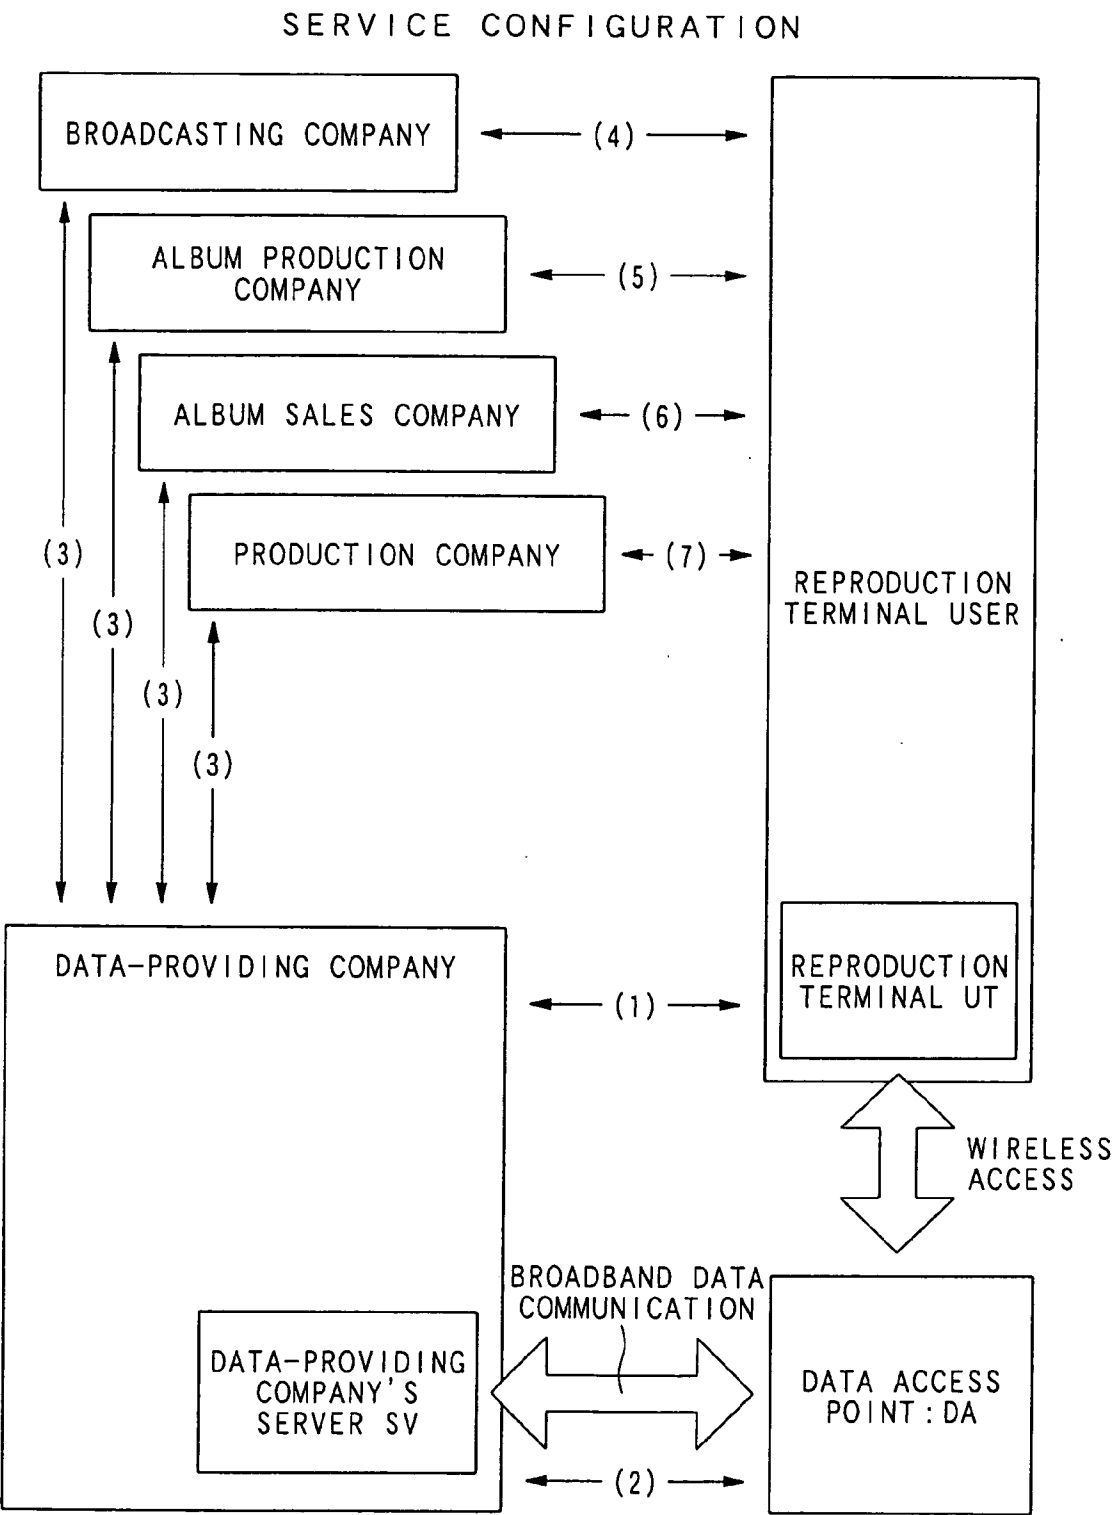 SERVICE CONFIGURATION
BROADCASTING COMPANY
(4)
ALBUM PRODUCTION
COMPANY
(5)
ALBUM SALES COMPANY
(6)
PRODUCTION COMPANY
(7)
(3)
(3)
(3)
(3)
REPRODUCTION
TERMINAL USER
DATA-PROVIDING COMPANY
(1)
REPRODUCTION
TERMINAL UT
WIRELESS
ACCESS
BROADBAND DATA
COMMUNICATION
DATA-PROVIDING
COMPANY'S
SERVER SV
DATA ACCESS
POINT:DA
(2)